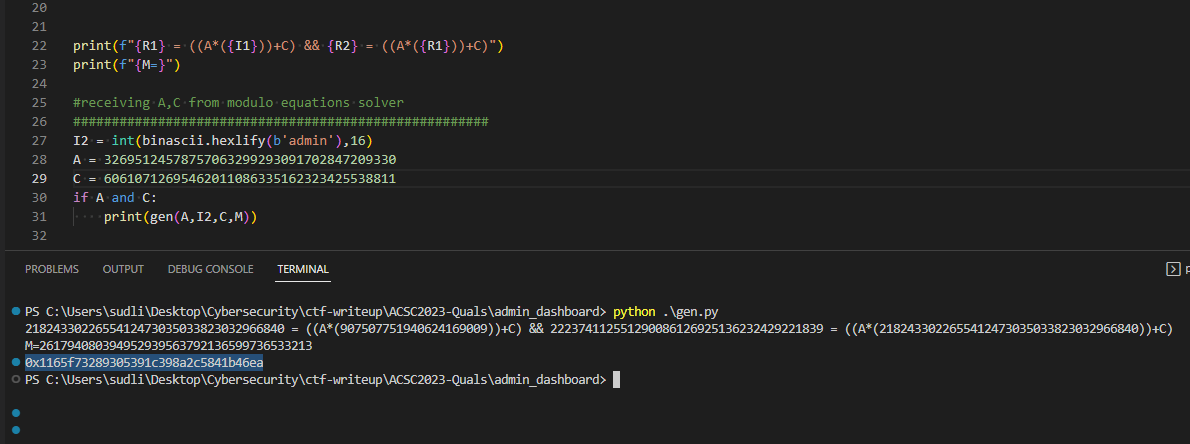 20
21
22 print(f"{R1} = ((A*({I1}))+C) && {R2} = ((A*({R1}))+C)")
23 print(f"{M=}")
24
25 #receiving A,C from modulo equations solver
26 ######################################################
27 I2 = int(binascii.hexlify(b'admin'),16)
28 A = 32695124578757063299293091702847209330
29 C = 6061071269546201108633516232342553881​1
30 if A and C:
31 print(gen(A,I2,C,M))
32
PROBLEMS OUTPUT DEBUG CONSOLE TERMINAL
PS C:\Users\sudli\Desktop\Cybersecurity\ctf-writeup\ACSC2023-Quals\admin_dashboard> python .\gen.py
218243302265541247303503382303296684​0 = ((A*(907507751940624169009))+C) && 222374112551290086126925136232429221839 = ((A*(2182433022655412473035033823032966840))+C)
M=261794080394952939563792136599736533213
0x1165f73289305391c398a2c5841b46ea
PS C:\Users\sudli\Desktop\Cybersecurity\ctf-writeup\ACSC2023-Quals\admin_dashboard>